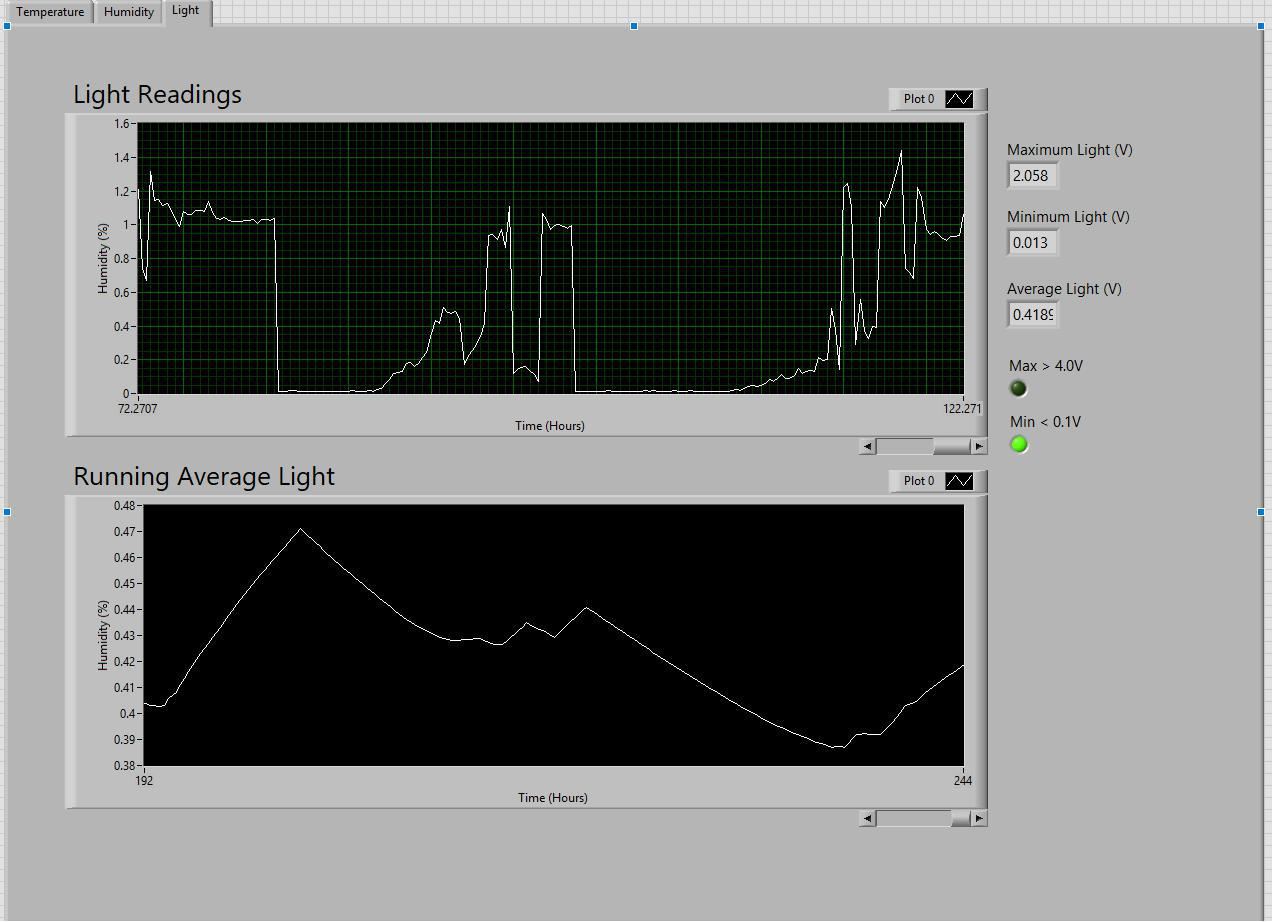 Temperature
Humidity
Light
Light Readings
Plot 0
1.6
1.4
1.2
1
0.8
0.6
0.4
0.2
0
Humidity (%)
72.2707
122.271
Time (Hours)
Maximum Light (V)
2.058
Minimum Light (V)
0.013
Average Light (V)
0.4189
Max > 4.0V
Min < 0.1V
Running Average Light
Plot 0
0.48
0.47
0.46
0.45
0.44
0.43
0.42
0.41
0.4
0.39
0.38
Humidity (%)
192
244
Time (Hours)